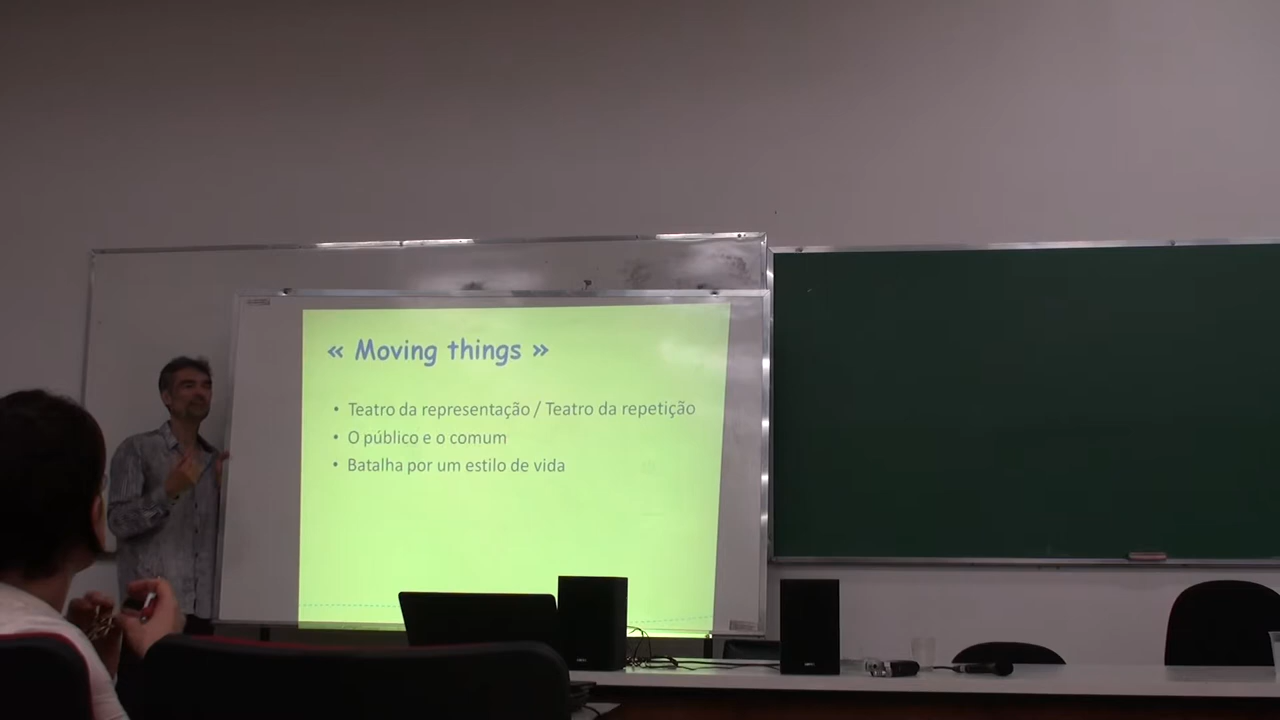 « Moving things »
• Teatro da representação / Teatro da repetição
• O público e o comum
• Batalha por um estilo de vida